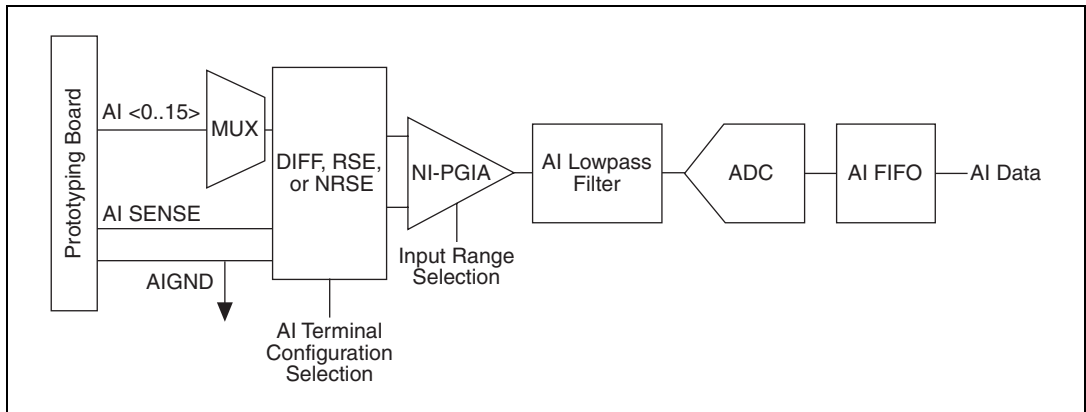 Prototyping Board
AI <0..15>
MUX
DIFF, RSE,
or NRSE
NI-PGIA
AI Lowpass
Filter
ADC
AI FIFO
AI Data
AI SENSE
AIGND
Input Range
Selection
AI Terminal
Configuration
Selection